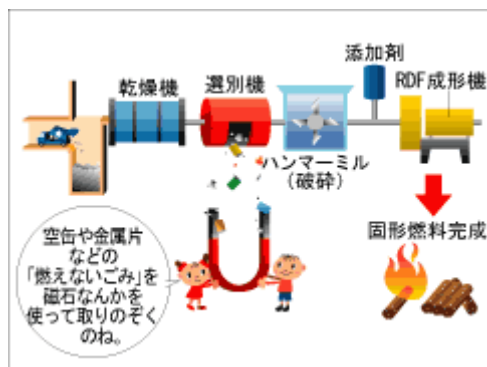 添加剤
乾燥機
選別機
RDF成形機
ハンマーミル
(破砕)
固形燃料完成
空缶や金属片
などの
「燃えないごみ」を
磁石なんかを
使って取りのぞく
のね。